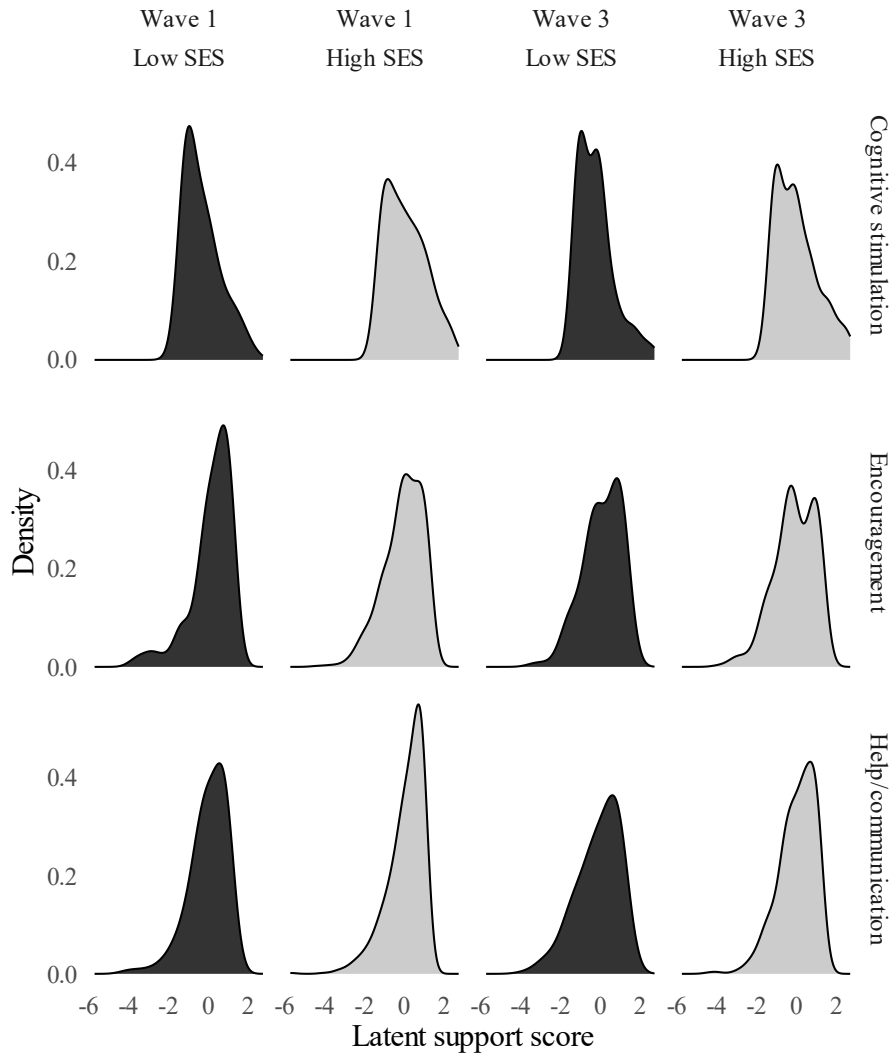 Wave 1
Low SES
Wave 1
High SES
Wave 3
Low SES
Wave 3
High SES
Cognitive stimulation
0.4
0.2
0.0
Encouragement
0.4
0.2
0.0
Help/communication
0.4
0.2
0.0
Density
-6 -4 -2 0 2
-6 -4 -2 0 2
-6 -4 -2 0 2
-6 -4 -2 0 2
Latent support score